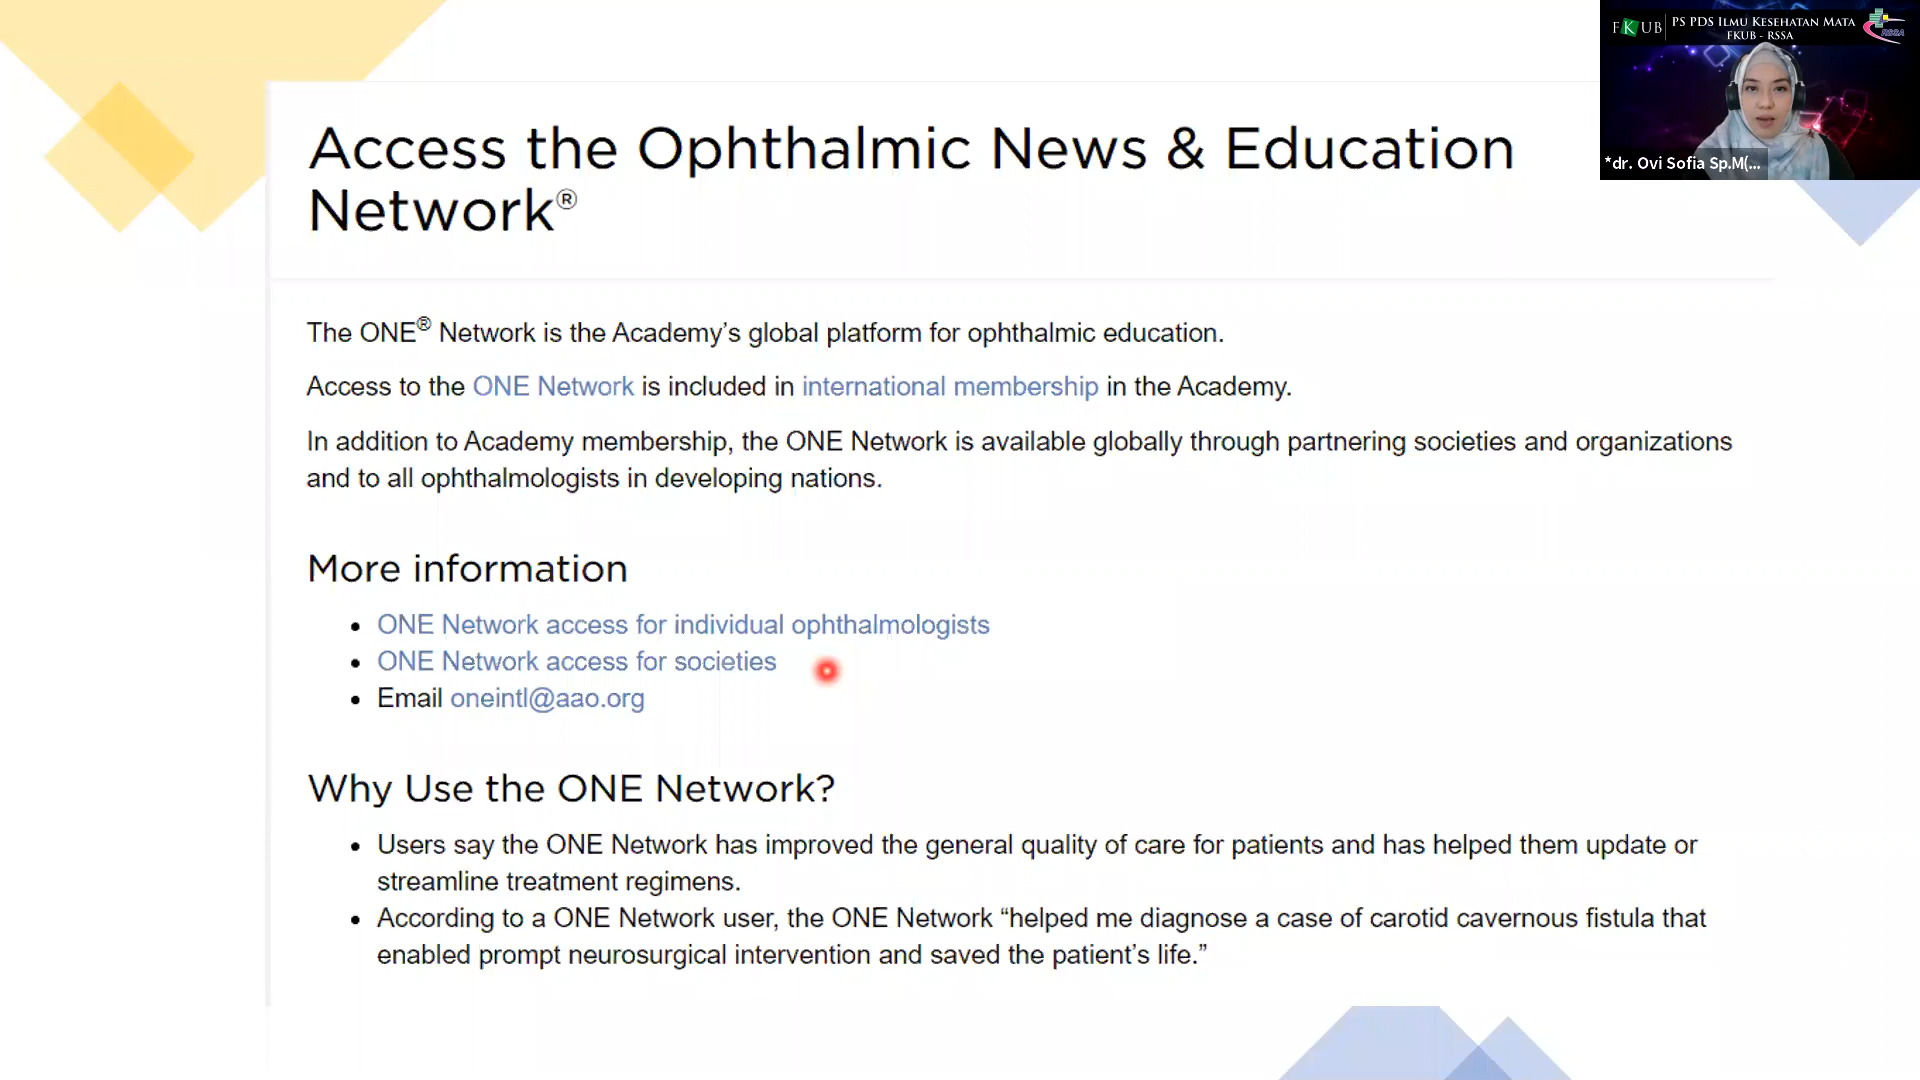 FKUB PS PDS ILMU KESEHATAN MATA
FKUB - RSSA
*dr. Ovi Sofia Sp.M(...
Access the Ophthalmic News & Education
Network®
The ONE® Network is the Academy’s global platform for ophthalmic education.
Access to the ONE Network is included in international membership in the Academy.
In addition to Academy membership, the ONE Network is available globally through partnering societies and organizations
and to all ophthalmologists in developing nations.
More information
• ONE Network access for individual ophthalmologists
• ONE Network access for societies
• Email oneintl@aao.org
Why Use the ONE Network?
• Users say the ONE Network has improved the general quality of care for patients and has helped them update or
streamline treatment regimens.
• According to a ONE Network user, the ONE Network “helped me diagnose a case of carotid cavernous fistula that
enabled prompt neurosurgical intervention and saved the patient’s life.”